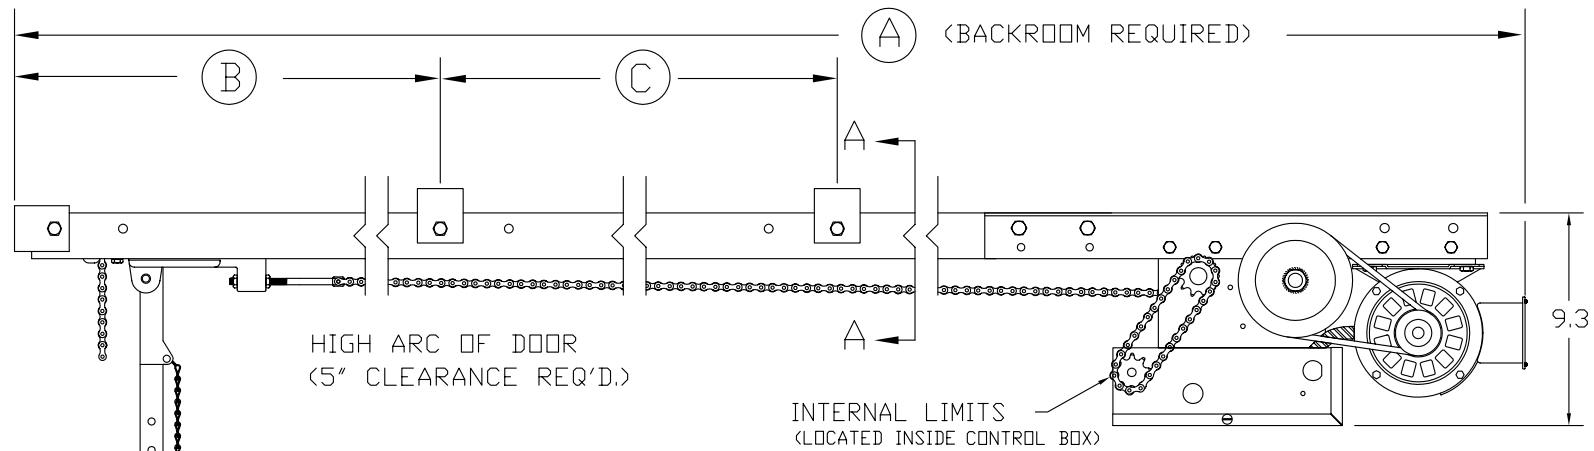 A (BACKROOM REQUIRED)
B
C
A
9.3
A
HIGH ARC OF DOOR
(5" CLEARANCE REQ'D.)
INTERNAL LIMITS
(LOCATED INSIDE CONTROL BOX)